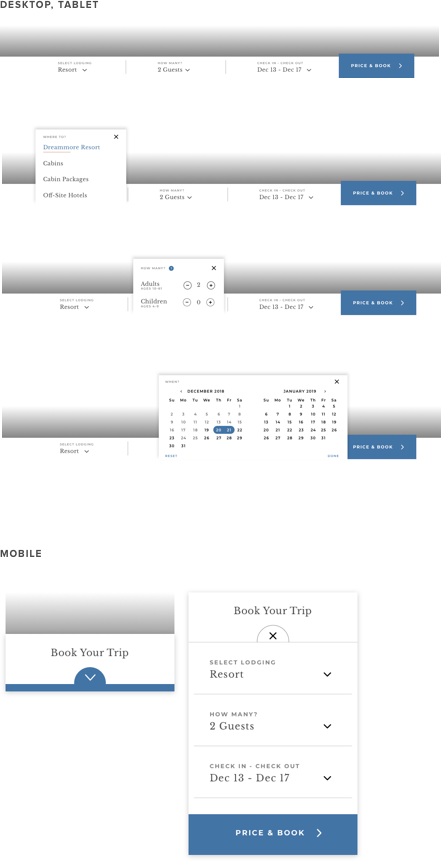 DESKTOP, TABLET
SELECT LODGING
Resort
HOW MANY?
2 Guests
CHECK IN - CHECK OUT
Dec 13 - Dec 17
PRICE & BOOK
WHERE TO?
Dreammore Resort
Cabins
Cabin Packages
Off-Site Hotels
HOW MANY?
2 Guests
CHECK IN - CHECK OUT
Dec 13 - Dec 17
PRICE & BOOK
SELECT LODGING
Resort
HOW MANY?
Adults
2
Children
0
CHECK IN - CHECK OUT
Dec 13 - Dec 17
PRICE & BOOK
SELECT LODGING
Resort
WHEN?
DECEMBER 2018
Su Mo Tu We Th Fr Sa
1
2 3 4 5 6 7 8
9 10 11 12 13 14 15
16 17 18 19 20 21 22
23 24 25 26 27 28 29
30 31
JANUARY 2019
Su Mo Tu We Th Fr Sa
1 2 3 4 5
6 7 8 9 10 11 12
13 14 15 16 17 18 19
20 21 22 23 24 25 26
26 27 28 29 30 31
RESET
DONE
PRICE & BOOK
MOBILE
Book Your Trip
Book Your Trip
SELECT LODGING
Resort
HOW MANY?
2 Guests
CHECK IN - CHECK OUT
Dec 13 - Dec 17
PRICE & BOOK